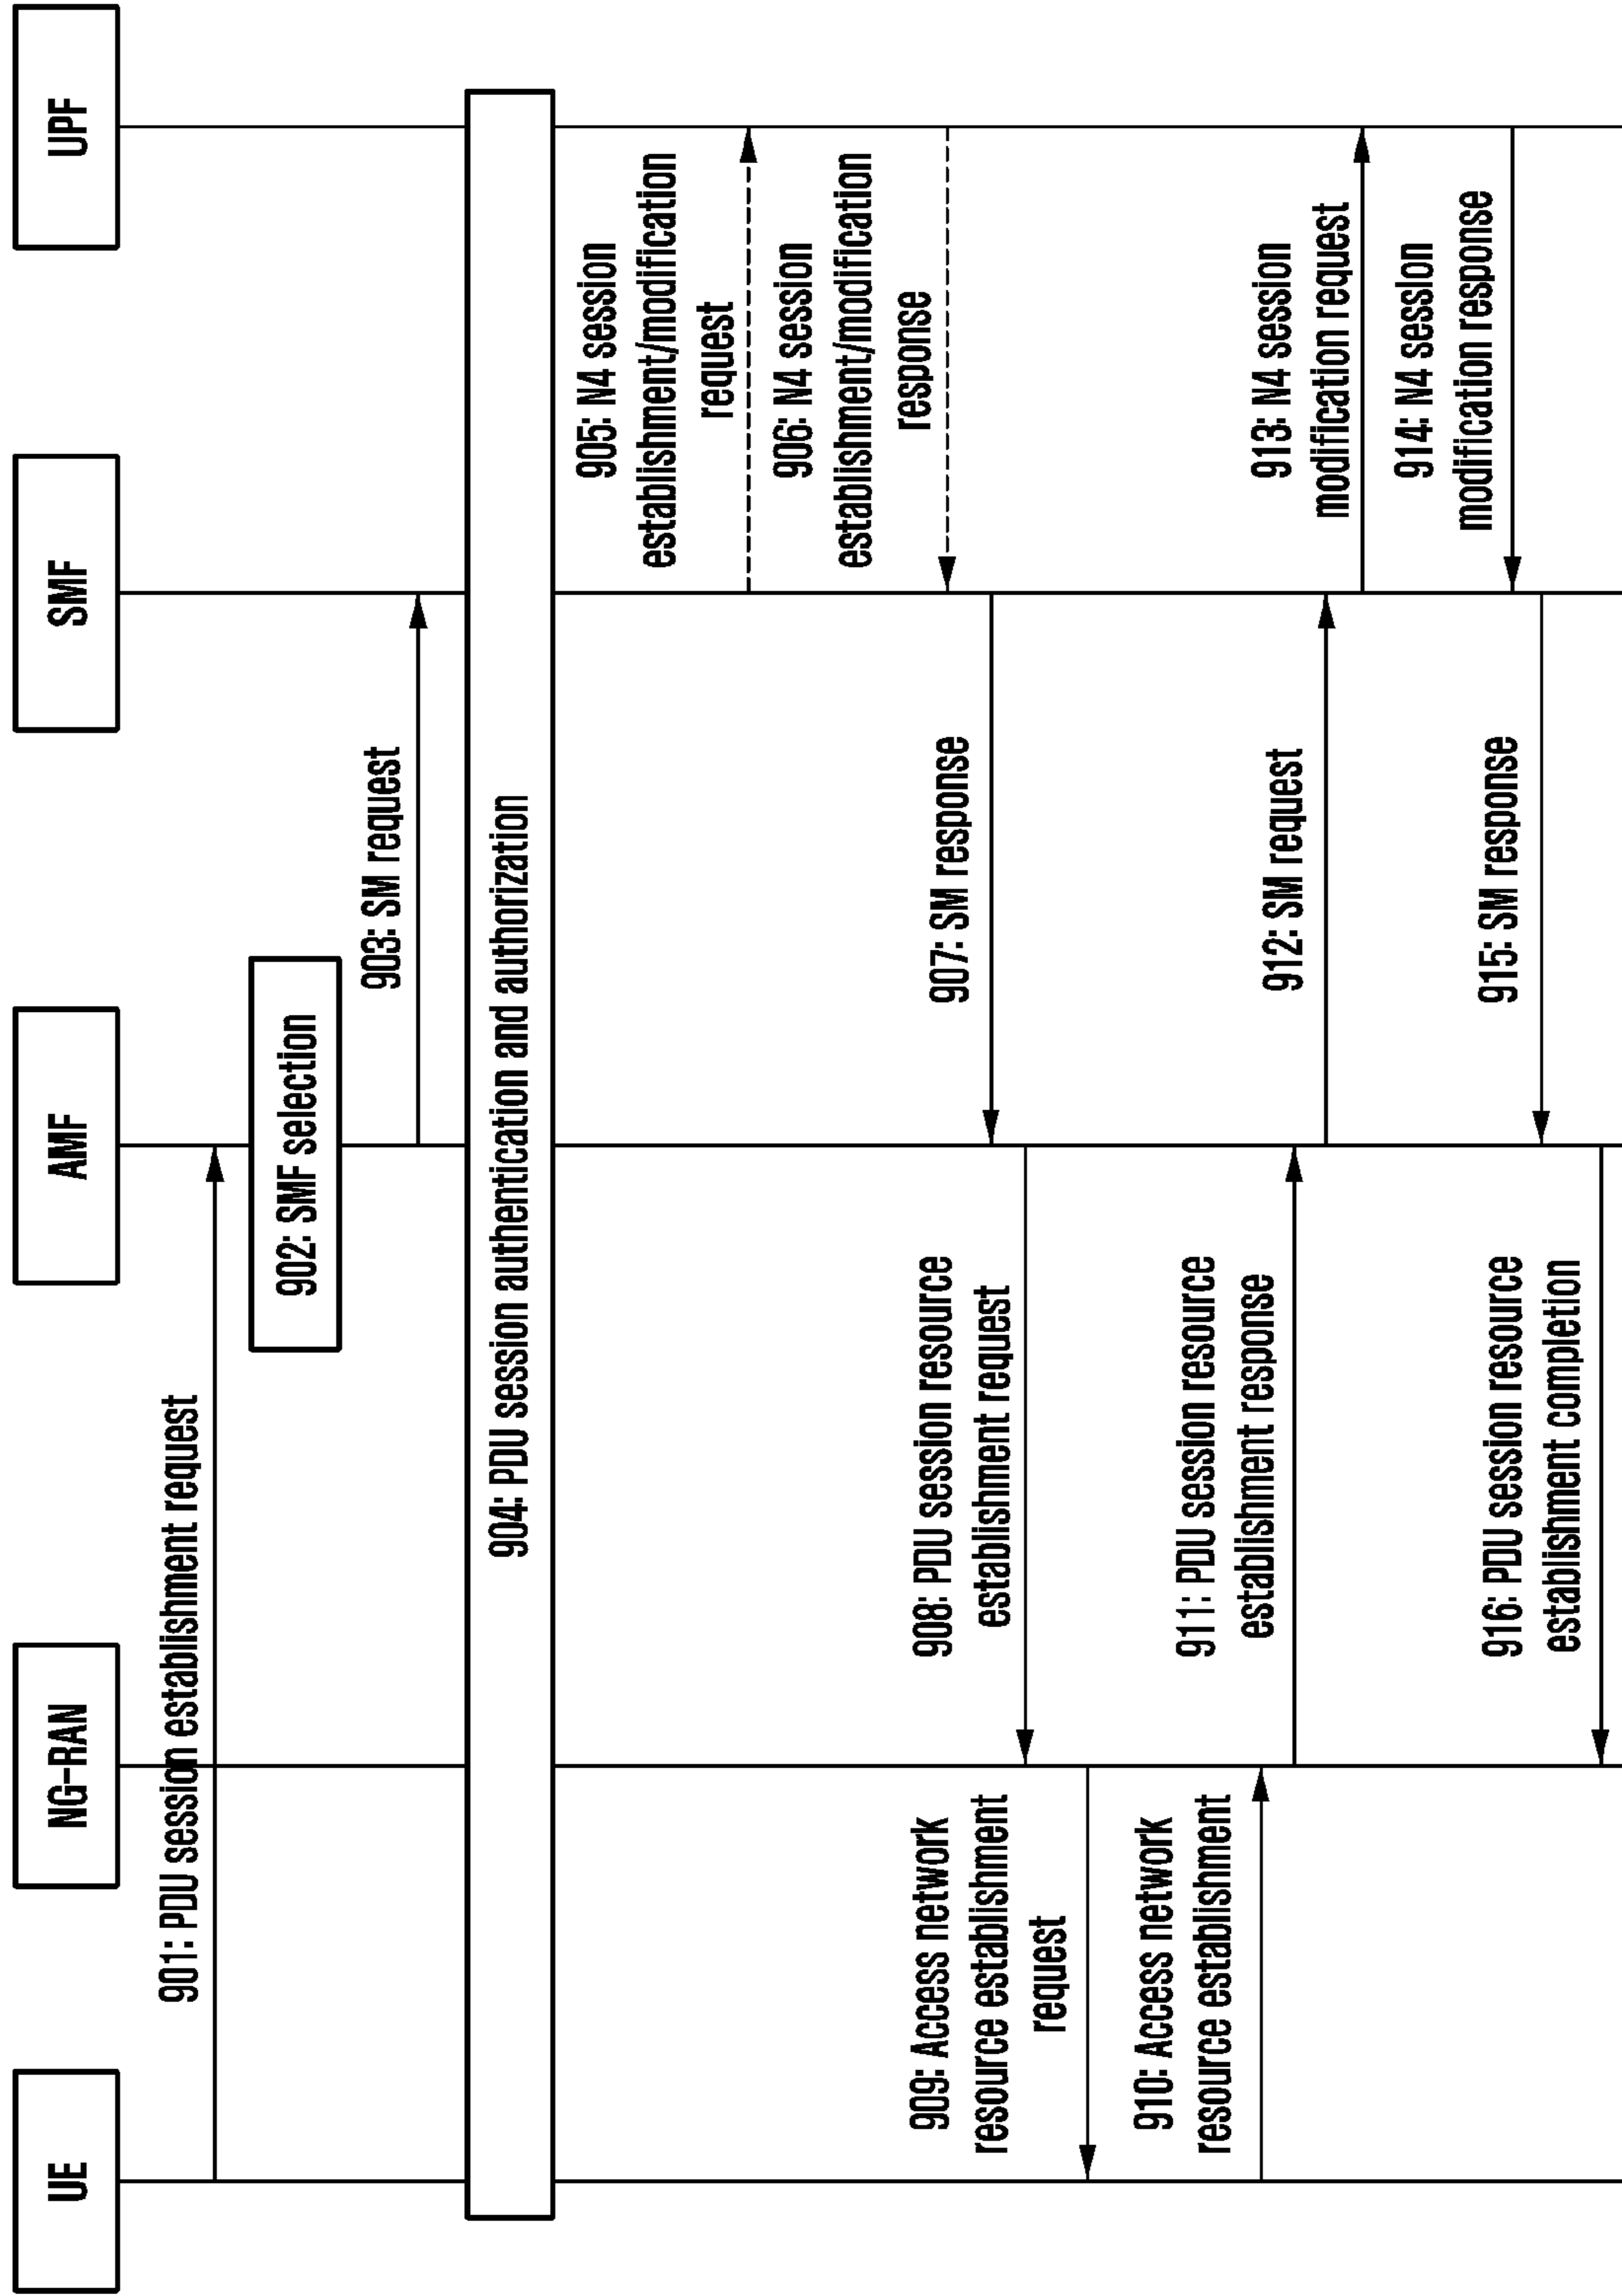 UE
NG-RAN
AMF
SMF
UPF
901: PDU session establishment request
902: SMF selection
903: SM request
904: PDU session authentication and authorization
905: N4 session
establishment/modification
request
906: N4 session
establishment/modification
response
907: SM response
908: PDU session resource
establishment request
909: Access network
resource establishment
request
910: Access network
resource establishment
911: PDU session resource
establishment response
912: SM request
913: N4 session
modification request
914: N4 session
modification response
915: SM response
916: PDU session resource
establishment completion